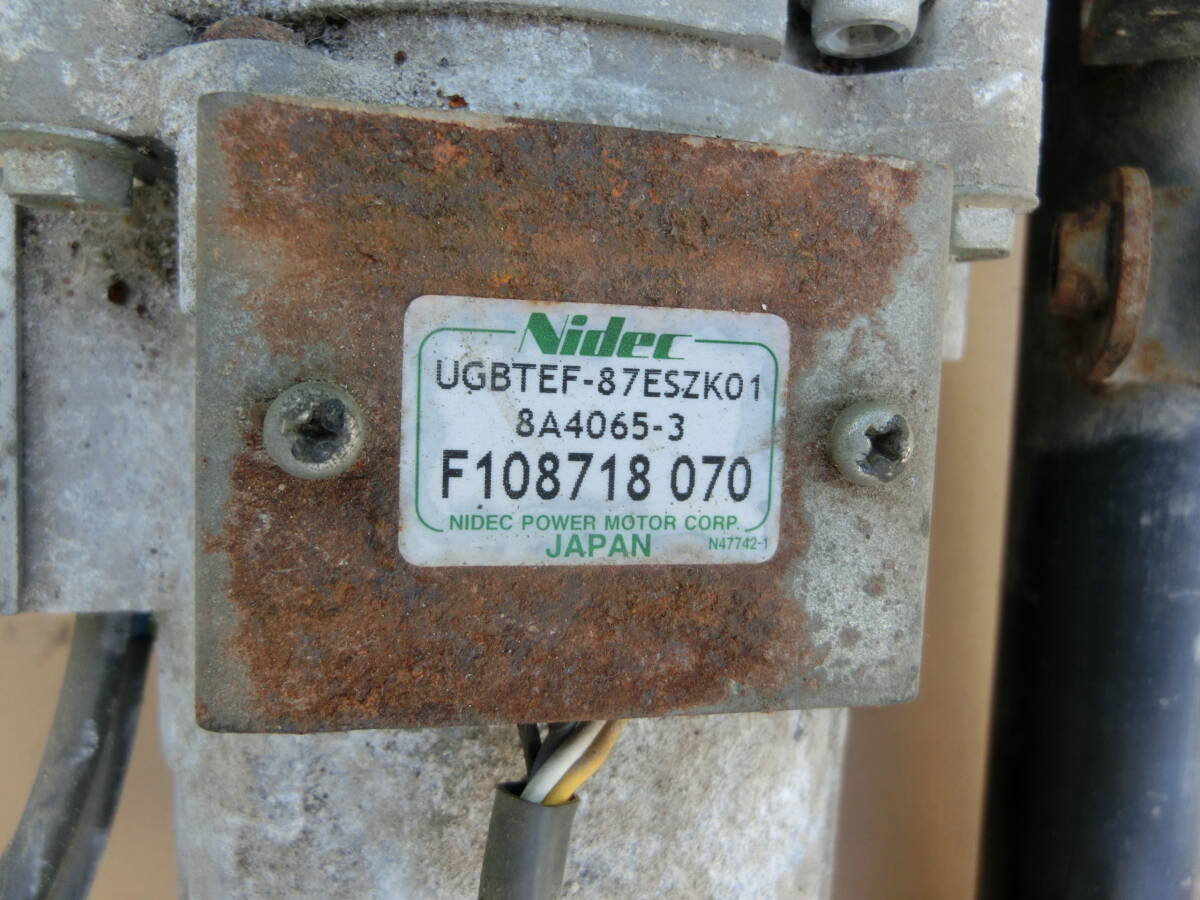 Nidec
UGBTEF-87ESZK01
8A4065-3
F108718 070
NIDEC POWER MOTOR CORP.
JAPAN N47742-1